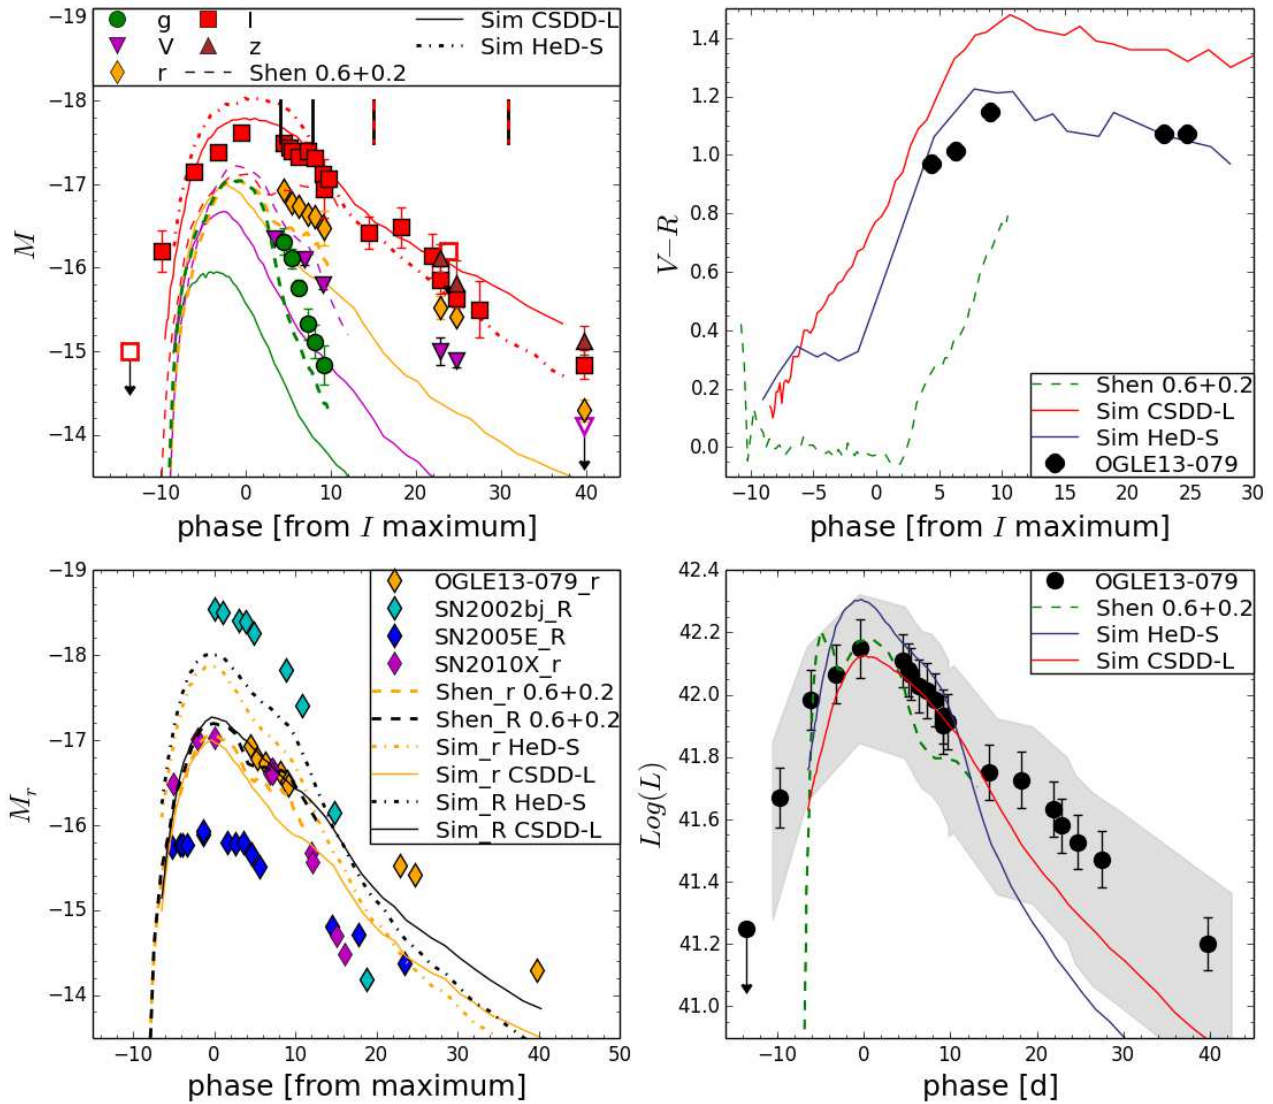 −19
g
I
Sim CSDD-L
V
z
Sim HeD-S
r
Shen 0.6+0.2
−18
−17
−16
−15
−14
M
−10
0
10
20
30
40
phase [from I maximum]
1.4
1.2
1.0
0.8
0.6
0.4
0.2
0.0
V−R
Shen 0.6+0.2
Sim CSDD-L
Sim HeD-S
OGLE13-079
−10
−5
0
5
10
15
20
25
30
phase [from I maximum]
−19
−18
−17
−16
−15
−14
M_r
OGLE13-079_r
SN2002bj_R
SN2005E_R
SN2010X_r
Shen_r 0.6+0.2
Shen_R 0.6+0.2
Sim_r HeD-S
Sim_r CSDD-L
Sim_R HeD-S
Sim_R CSDD-L
−10
0
10
20
30
40
50
phase [from maximum]
42.4
42.2
42.0
41.8
41.6
41.4
41.2
41.0
Log(L)
OGLE13-079
Shen 0.6+0.2
Sim HeD-S
Sim CSDD-L
−10
0
10
20
30
40
phase [d]